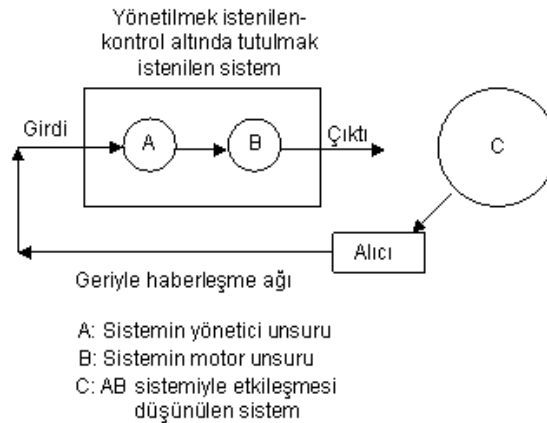 Yönetilmek istenilen-
kontrol altında tutulmak
istenilen sistem
Girdi
A
B
Çıktı
C
Alıcı
Geriyle haberleşme ağı
A: Sistemin yönetici unsuru
B: Sistemin motor unsuru
C: AB sistemiyle etkileşmesi
düşünülen sistem